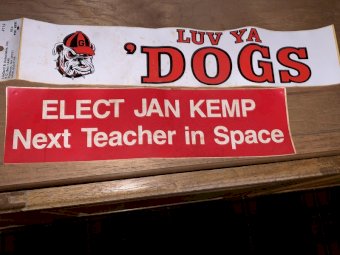 LUV YA
'DOGS
ELECT JAN KEMP
Next Teacher in Space